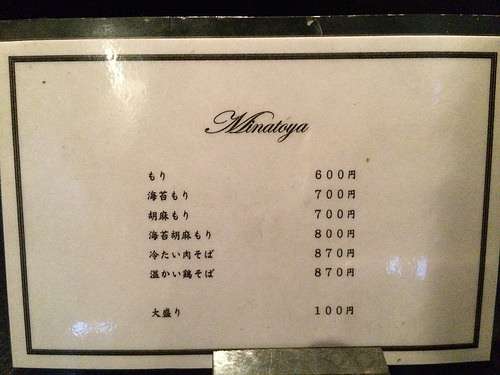 Minatoya
もり 600円
海苔もり 700円
胡麻もり 700円
海苔胡麻もり 800円
冷たい肉そば 870円
温かい鶏そば 870円
大盛り 100円